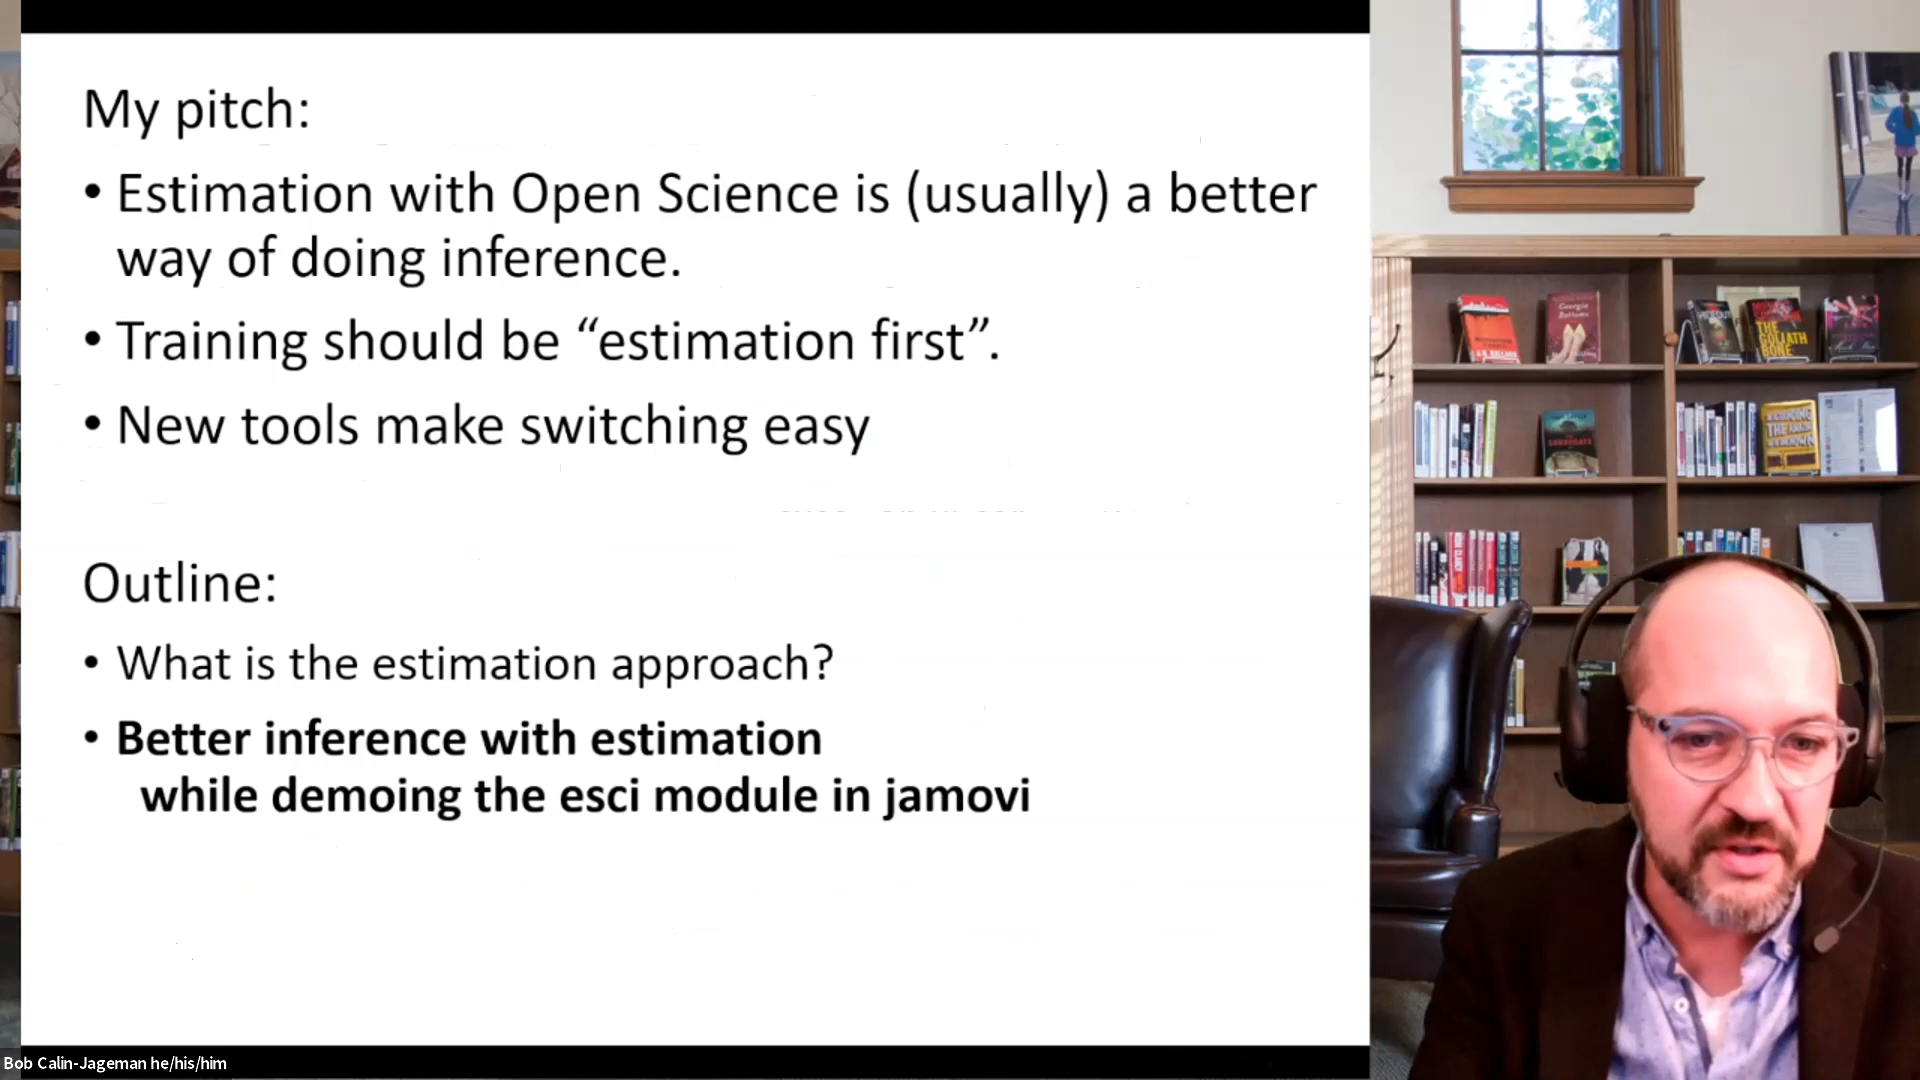 My pitch:
• Estimation with Open Science is (usually) a better
way of doing inference.
• Training should be “estimation first”.
• New tools make switching easy
Outline:
• What is the estimation approach?
• Better inference with estimation
while demoing the esci module in jamovi
Georgia
Bottoms
THE
GOLIATH
BONE
Bob Calin-Jageman he/his/him